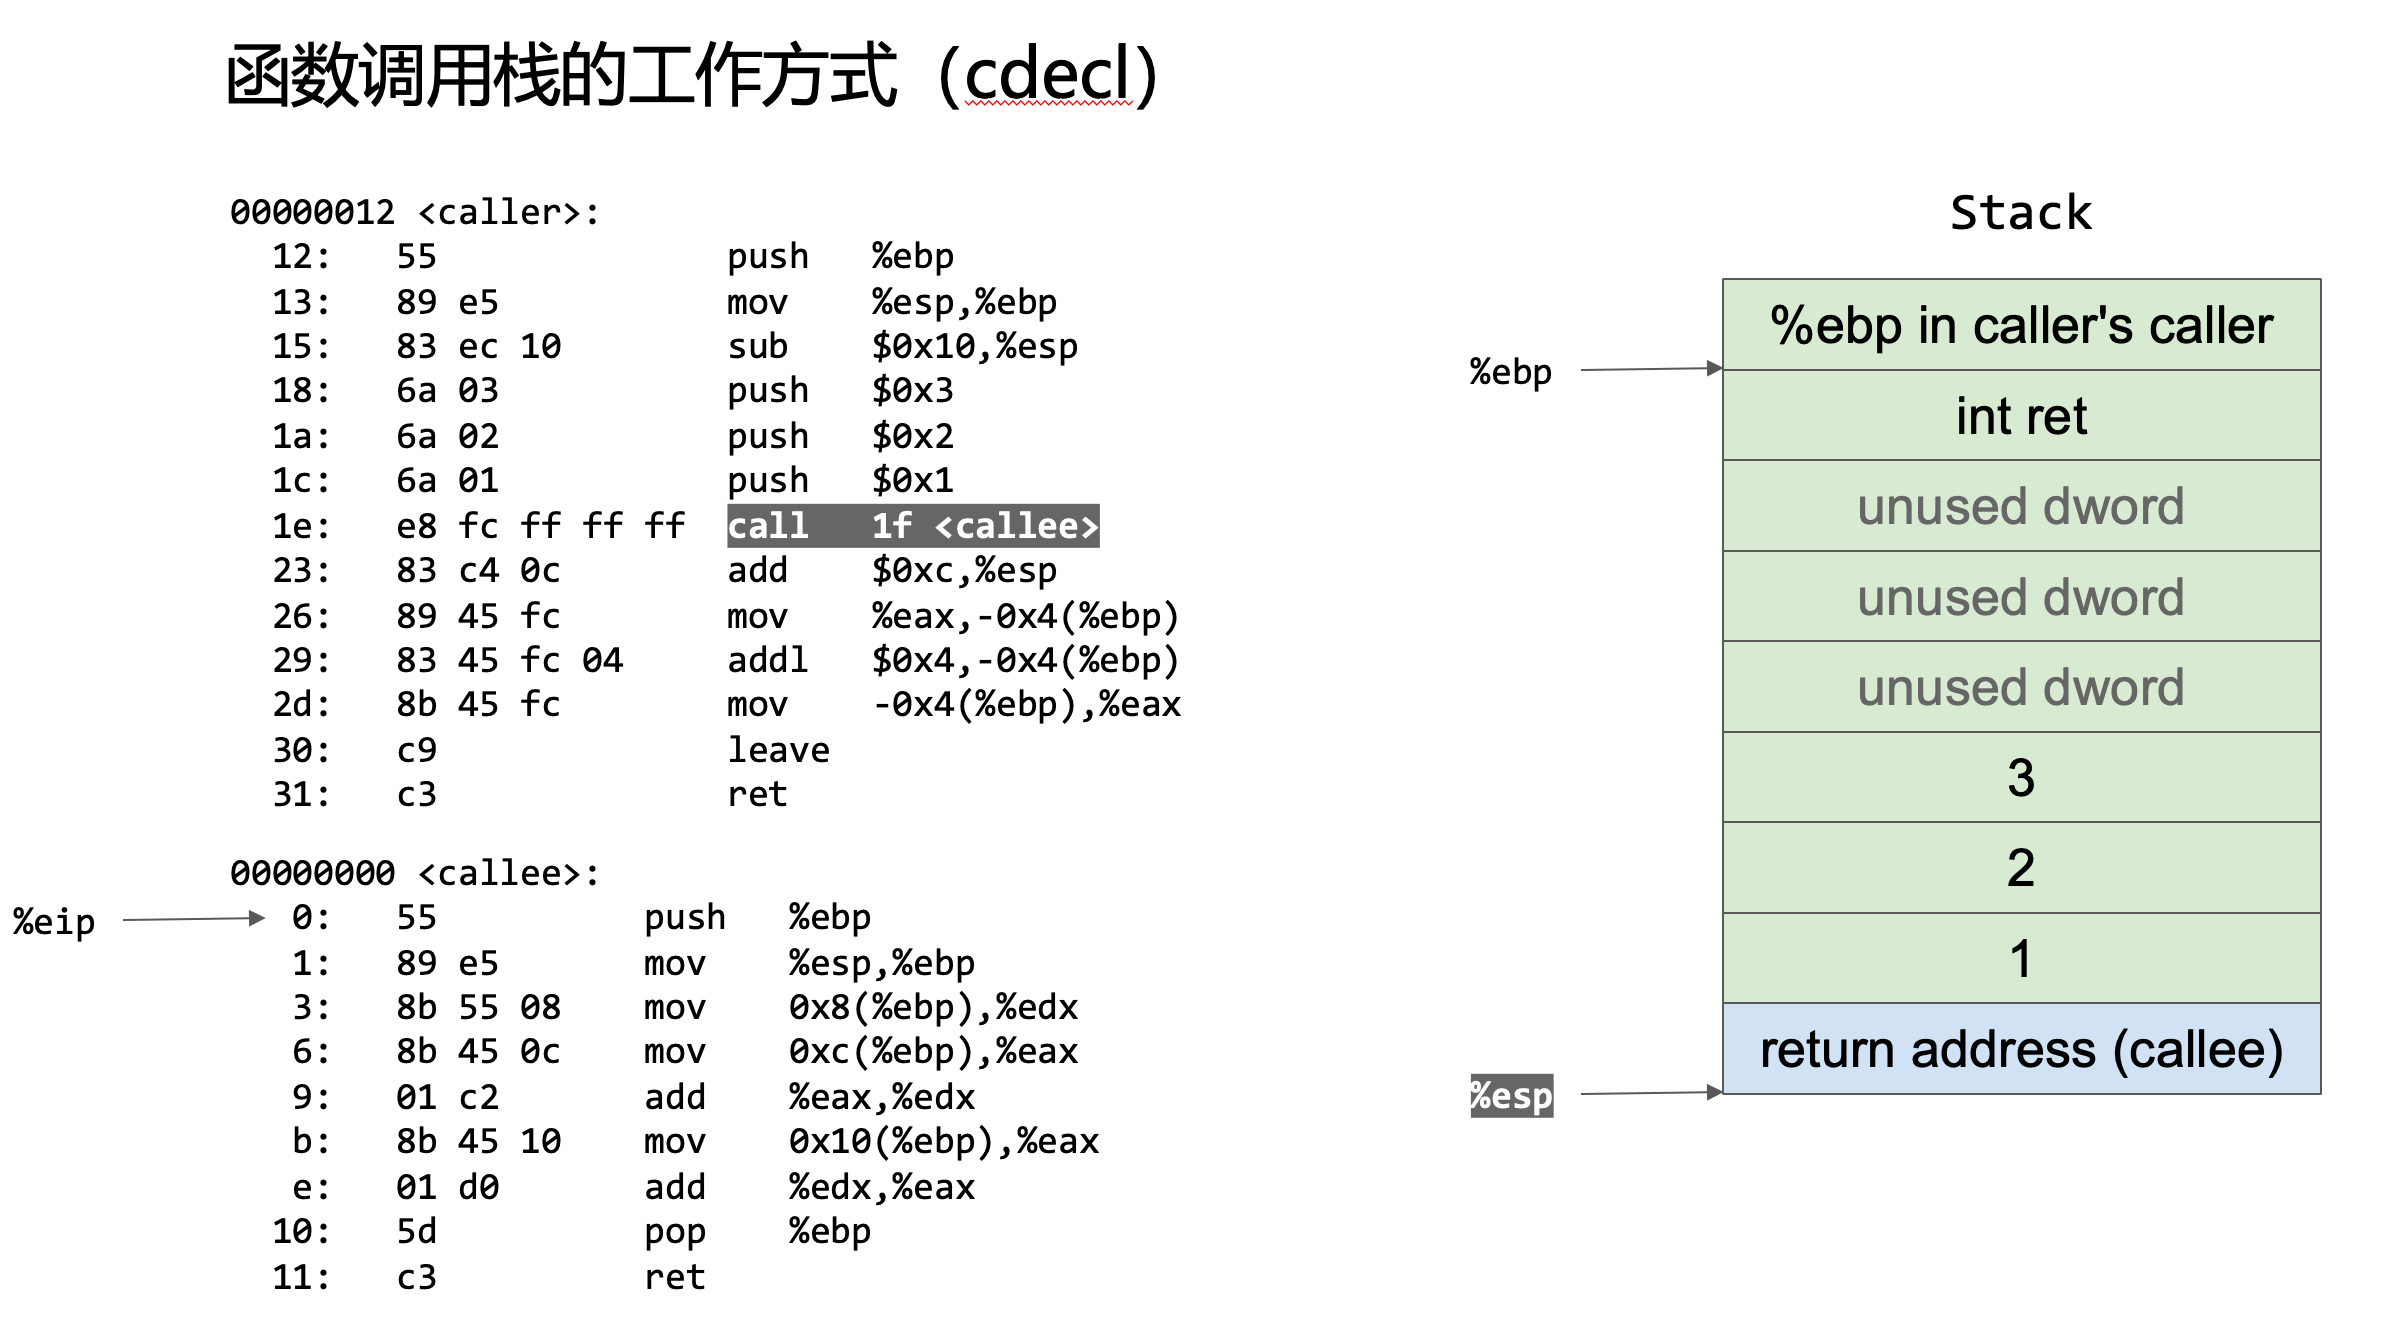 函数调用栈的工作方式（cdecl）
00000012 <caller>:
12: 55 push %ebp
13: 89 e5 mov %esp,%ebp
15: 83 ec 10 sub $0x10,%esp
18: 6a 03 push $0x3
1a: 6a 02 push $0x2
1c: 6a 01 push $0x1
1e: e8 fc ff ff ff call 1f <callee>
23: 83 c4 0c add $0xc,%esp
26: 89 45 fc mov %eax,-0x4(%ebp)
29: 83 45 fc 04 addl $0x4,-0x4(%ebp)
2d: 8b 45 fc mov -0x4(%ebp),%eax
30: c9 leave
31: c3 ret
00000000 <callee>:
%eip
0: 55 push %ebp
1: 89 e5 mov %esp,%ebp
3: 8b 55 08 mov 0x8(%ebp),%edx
6: 8b 45 0c mov 0xc(%ebp),%eax
9: 01 c2 add %eax,%edx
b: 8b 45 10 mov 0x10(%ebp),%eax
e: 01 d0 add %edx,%eax
10: 5d pop %ebp
11: c3 ret
Stack
%ebp in caller's caller
%ebp
int ret
unused dword
unused dword
unused dword
3
2
1
return address (callee)
%esp